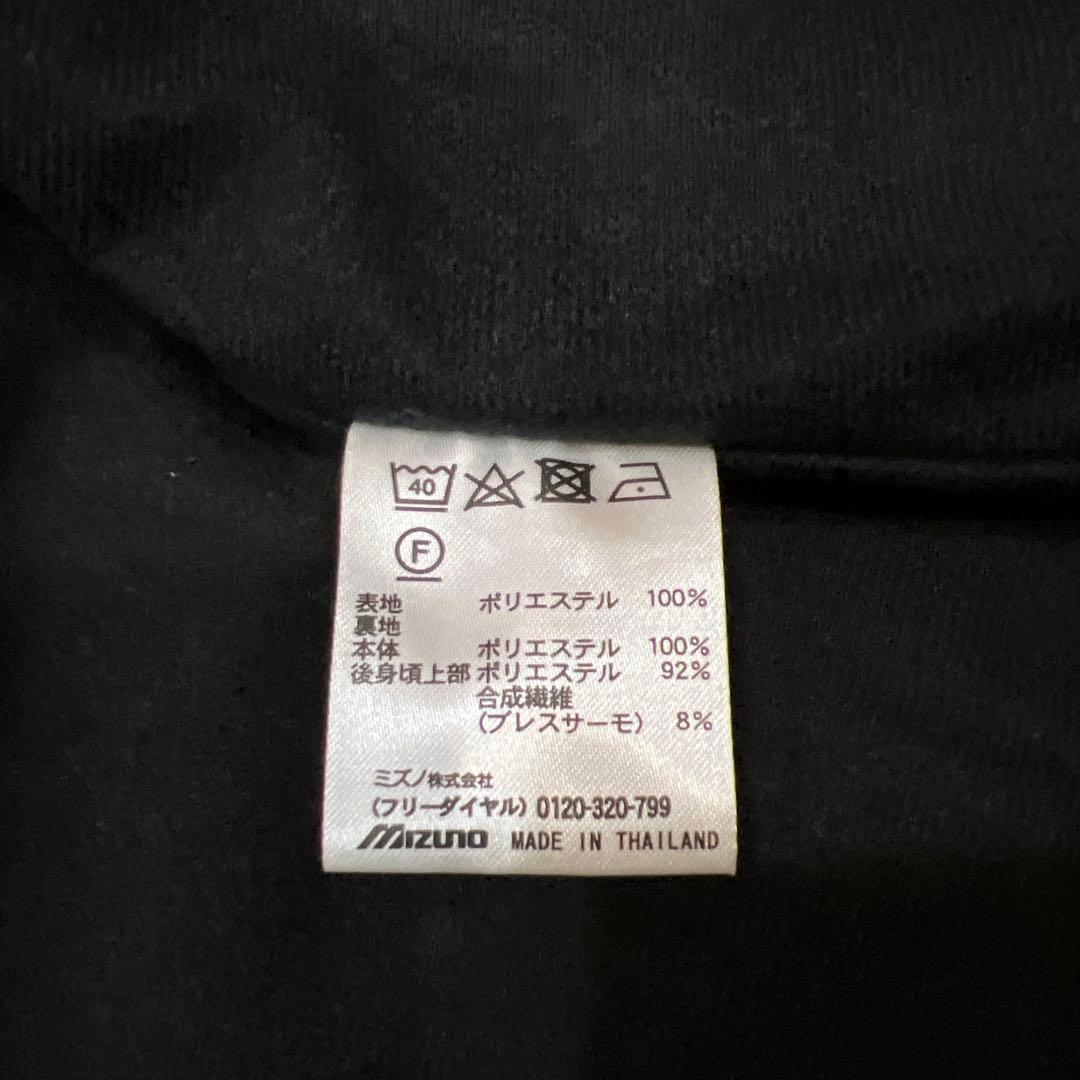 40
F
表地 ポリエステル 100%
裏地
本体 ポリエステル 100%
後身頃上部 ポリエステル 92%
合成繊維
(ブレスサーモ) 8%
ミズノ株式会社
(フリーダイヤル) 0120-320-799
MIZUNO MADE IN THAILAND